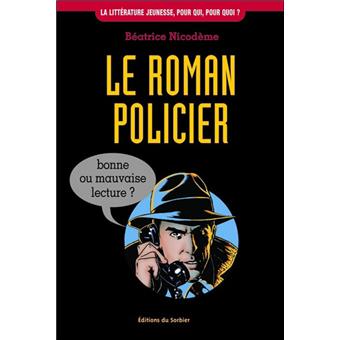 LA LITTÉRATURE JEUNESSE, POUR QUI, POUR QUOI ?
Béatrice Nicodème
LE ROMAN
POLICIER
bonne
ou mauvaise
lecture ?
Éditions du Sorbier